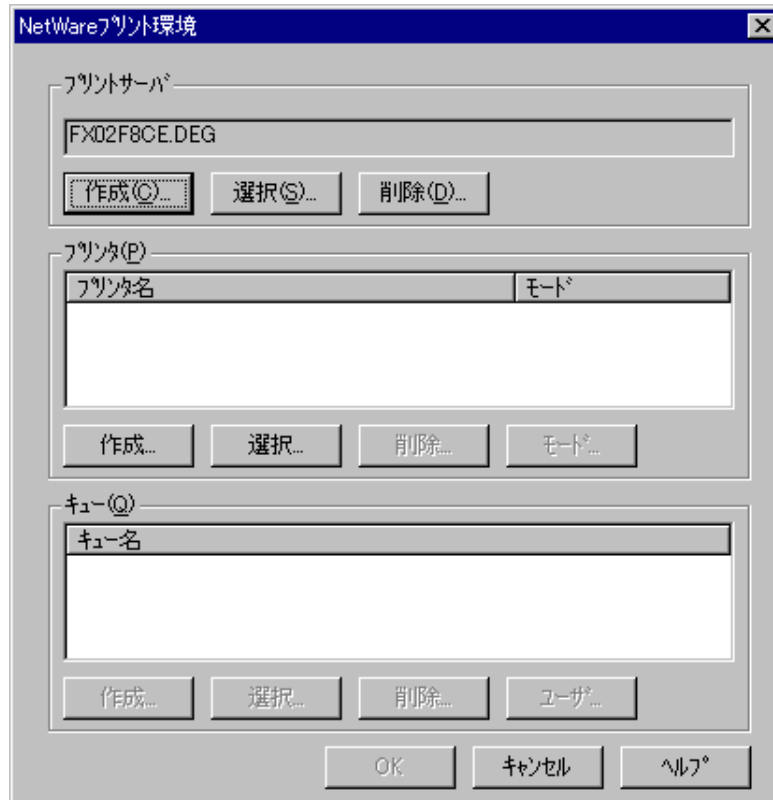 NetWareﾌﾟﾘﾝﾄ環境
ﾌﾟﾘﾝﾄｻｰﾊﾞ
FX02F8CE.DEG
作成(C)... 選択(S)... 削除(D)...
ﾌﾟﾘﾝﾀ(P)
ﾌﾟﾘﾝﾀ名 ﾓｰﾄﾞ
作成... 選択... 削除... ﾓｰﾄﾞ...
ｷｭｰ(Q)
ｷｭｰ名
作成... 選択... 削除... ﾕｰｻﾞ...
OK ｷｬﾝｾﾙ ﾍﾙﾌﾟ